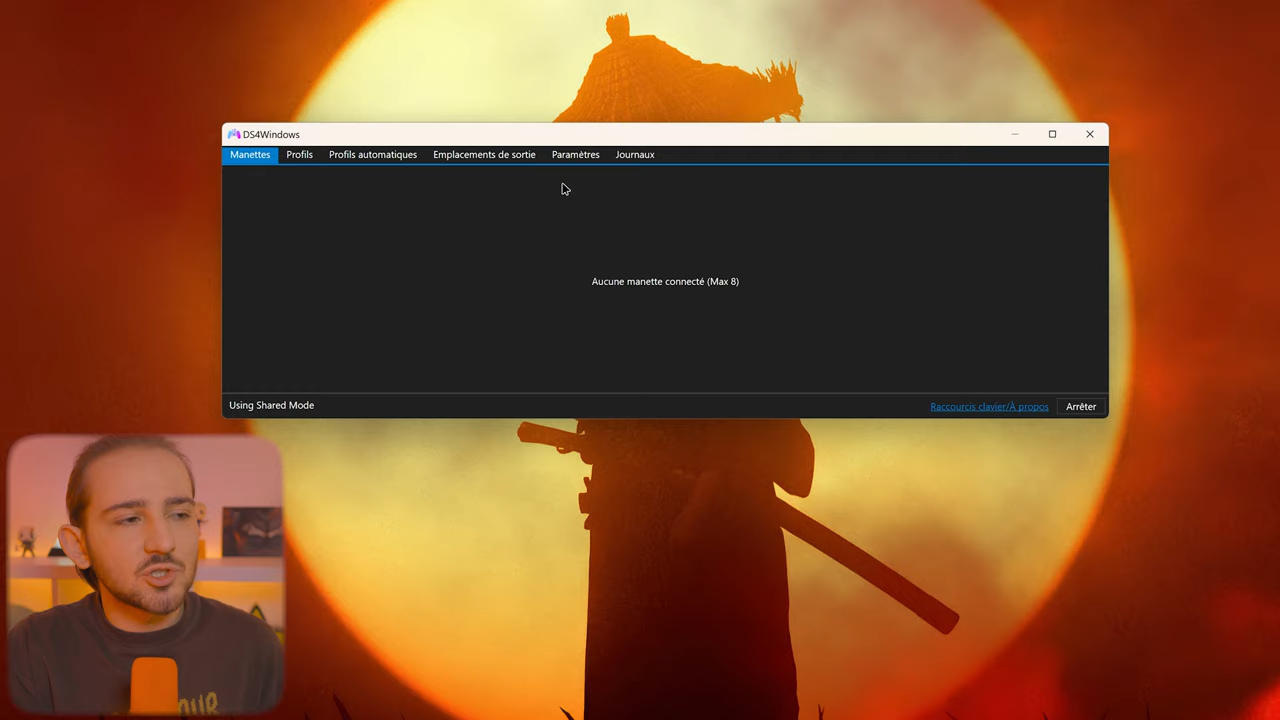 DS4Windows
Manettes Profils Profils automatiques Emplacements de sortie Paramètres Journaux
Aucune manette connecté (Max 8)
Using Shared Mode
Raccourcis clavier/À propos Arrêter